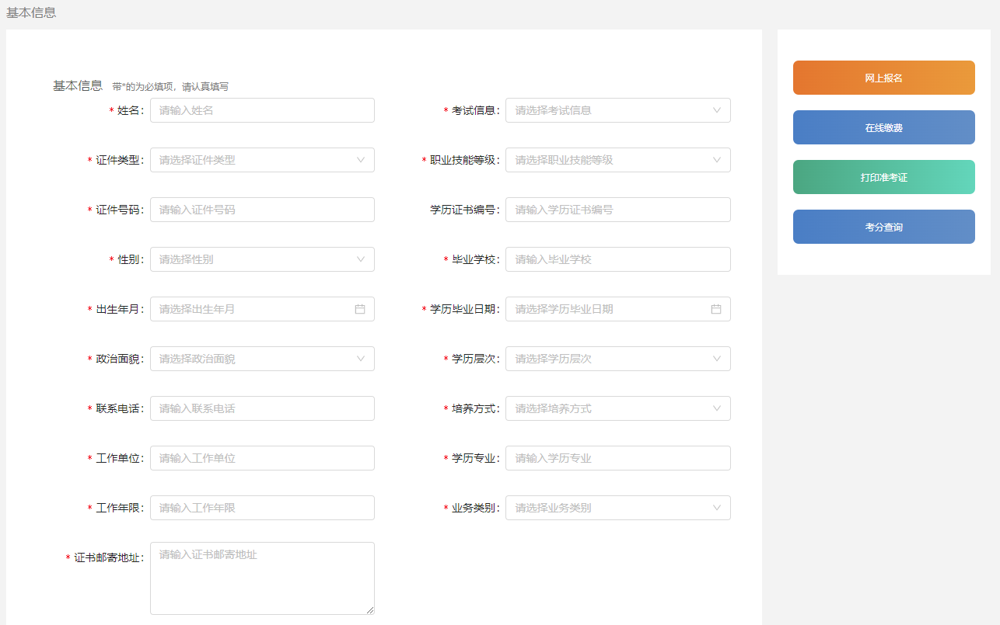 基本信息
基本信息 带*的为必填项，请认真填写
* 姓名： 请输入姓名
* 考试信息： 请选择考试信息
* 证件类型： 请选择证件类型
* 职业技能等级： 请选择职业技能等级
* 证件号码： 请输入证件号码
学历证书编号： 请输入学历证书编号
* 性别： 请选择性别
* 毕业学校： 请输入毕业学校
* 出生年月： 请选择出生年月
* 学历毕业日期： 请选择学历毕业日期
* 政治面貌： 请选择政治面貌
* 学历层次： 请选择学历层次
* 联系电话： 请输入联系电话
* 培养方式： 请选择培养方式
* 工作单位： 请输入工作单位
* 学历专业： 请输入学历专业
* 工作年限： 请输入工作年限
* 业务类别： 请选择业务类别
* 证书邮寄地址： 请输入证书邮寄地址
网上报名
在线缴费
打印准考证
考分查询